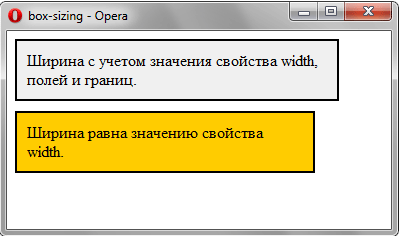 box-sizing - Opera
Ширина с учетом значения свойства width,
полей и границ.
Ширина равна значению свойства
width.